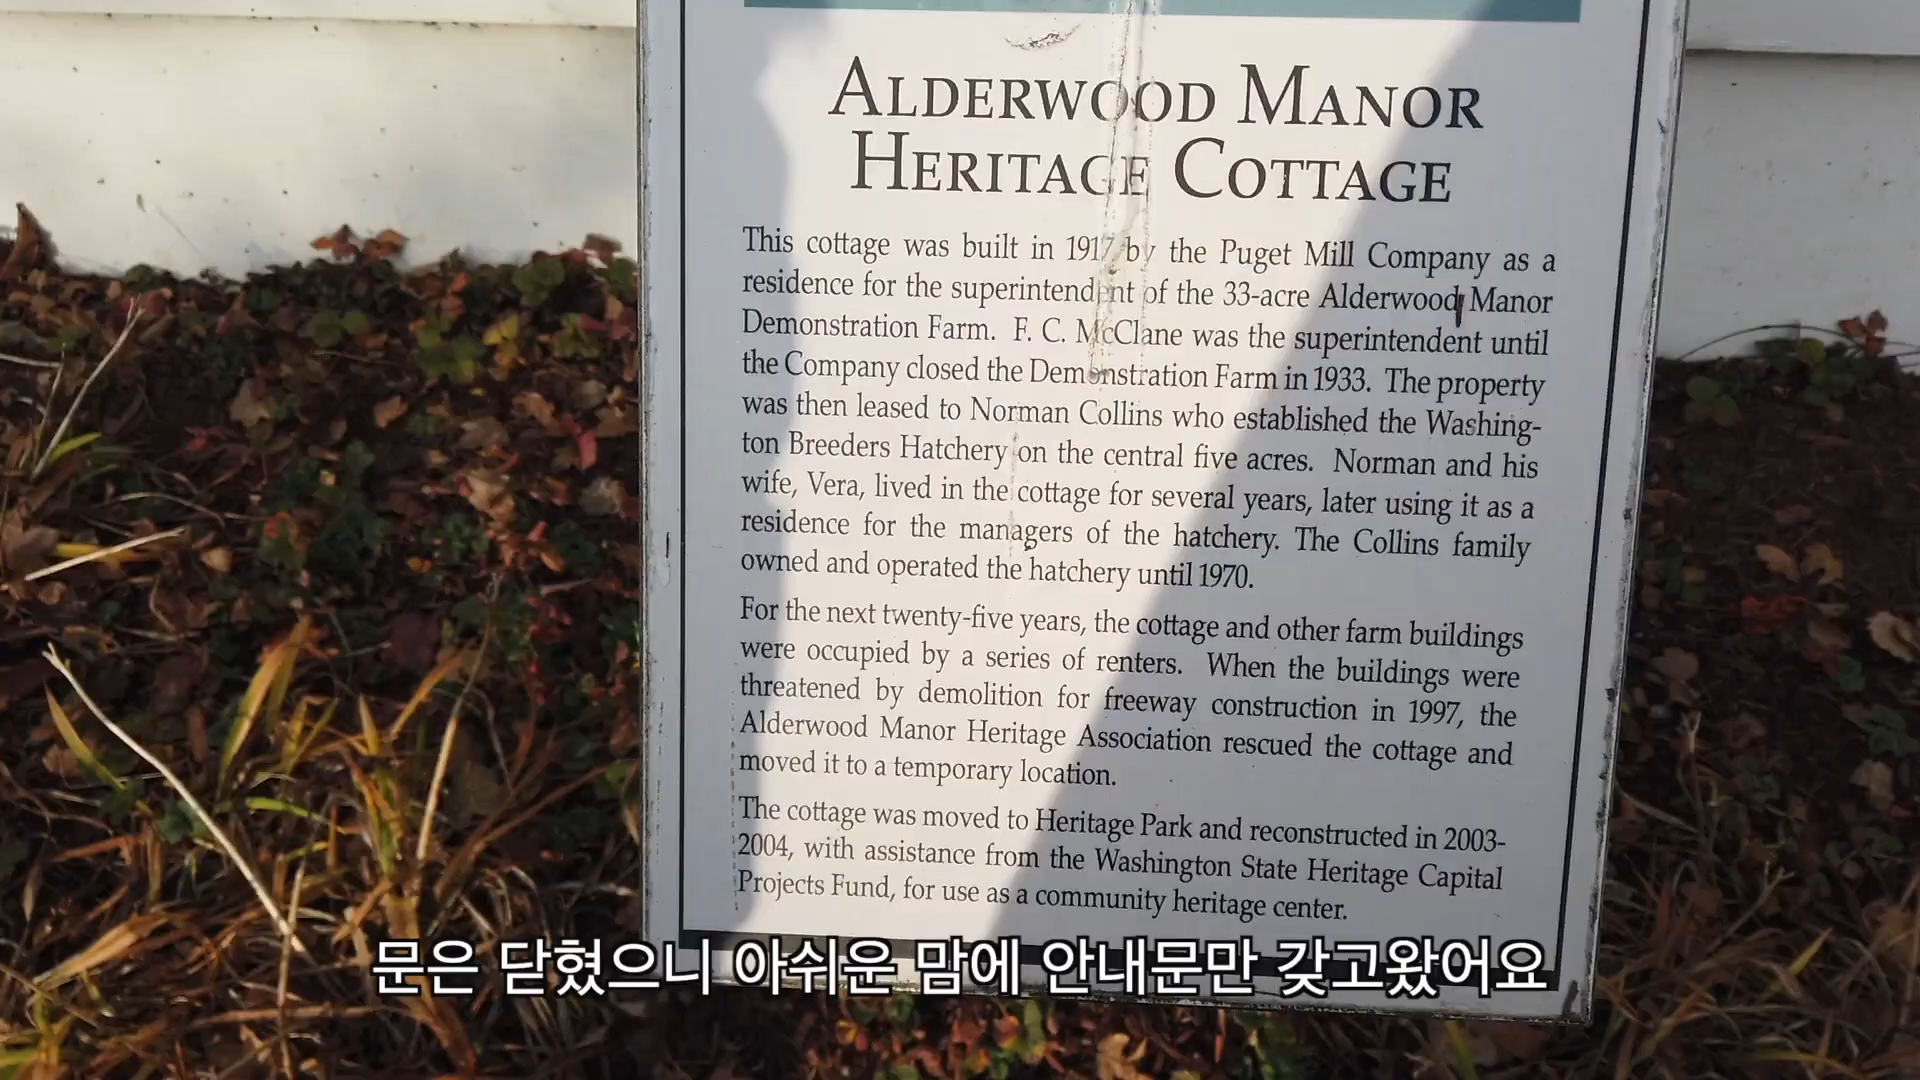 ALDERWOOD MANOR
HERITAGE COTTAGE
This cottage was built in 1917 by the Puget Mill Company as a
residence for the superintendent of the 33-acre Alderwood Manor
Demonstration Farm. F. C. McClane was the superintendent until
the Company closed the Demonstration Farm in 1933. The property
was then leased to Norman Collins who established the Washing-
ton Breeders Hatchery on the central five acres. Norman and his
wife, Vera, lived in the cottage for several years, later using it as a
residence for the managers of the hatchery. The Collins family
owned and operated the hatchery until 1970.
For the next twenty-five years, the cottage and other farm buildings
were occupied by a series of renters. When the buildings were
threatened by demolition for freeway construction in 1997, the
Alderwood Manor Heritage Association rescued the cottage and
moved it to a temporary location.
The cottage was moved to Heritage Park and reconstructed in 2003-
2004, with assistance from the Washington State Heritage Capital
Projects Fund, for use as a community heritage center.
문은 닫혔으니 아쉬운 맘에 안내문만 갖고왔어요